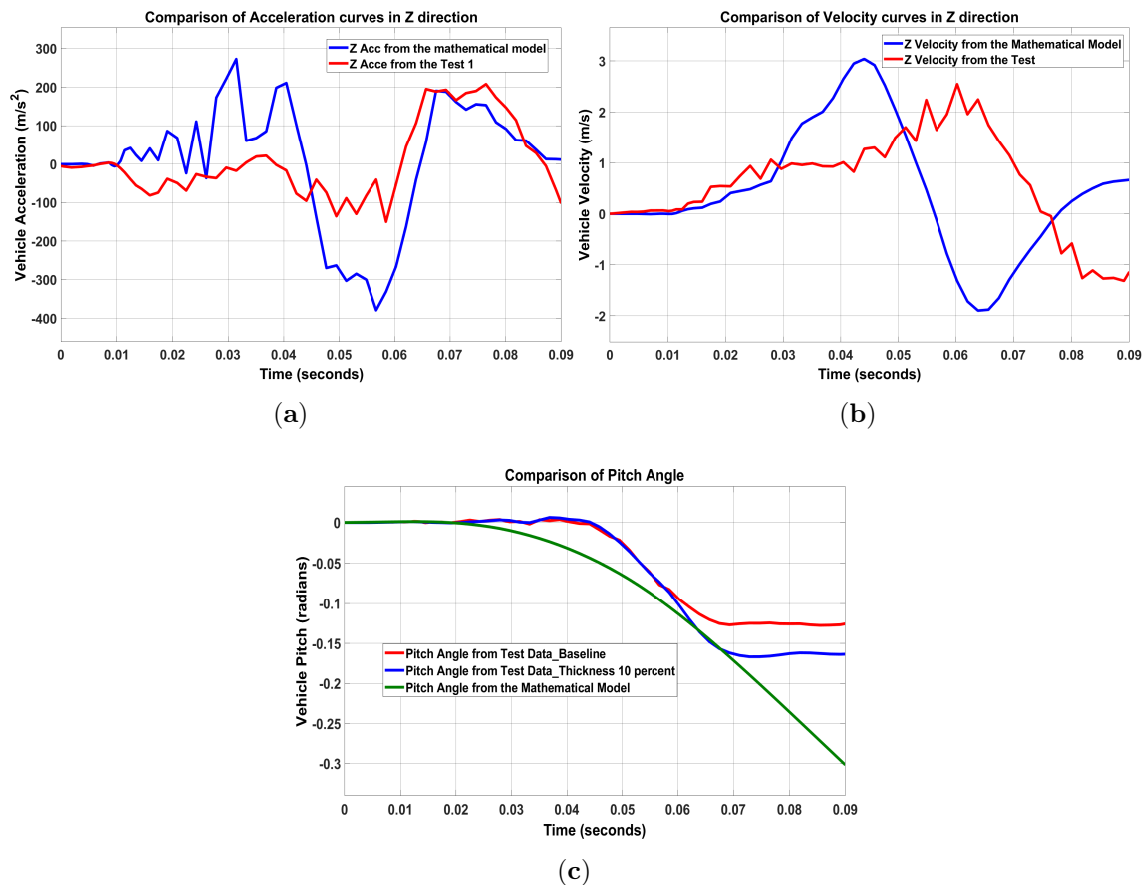 Comparison of Acceleration curves in Z direction
Z Acc from the mathematical model
Z Acce from the Test 1
Vehicle Acceleration (m/s²)
300
200
100
0
-100
-200
-300
-400
0 0.01 0.02 0.03 0.04 0.05 0.06 0.07 0.08 0.09
Time (seconds)
(a)
Comparison of Velocity curves in Z direction
Z Velocity from the Mathematical Model
Z Velocity from the Test
Vehicle Velocity (m/s)
3
2
1
0
-1
-2
0 0.01 0.02 0.03 0.04 0.05 0.06 0.07 0.08 0.09
Time (seconds)
(b)
Comparison of Pitch Angle
Vehicle Pitch (radians)
0
-0.05
-0.1
-0.15
-0.2
-0.25
-0.3
Pitch Angle from Test Data_Baseline
Pitch Angle from Test Data_Thickness 10 percent
Pitch Angle from the Mathematical Model
0 0.01 0.02 0.03 0.04 0.05 0.06 0.07 0.08 0.09
Time (seconds)
(c)